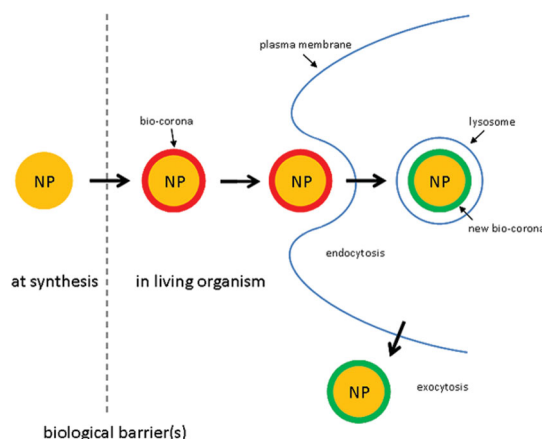 plasma membrane
bio-corona
lysosome
NP
NP
NP
NP
new bio-corona
endocytosis
at synthesis
in living organism
NP
exocytosis
biological barrier(s)